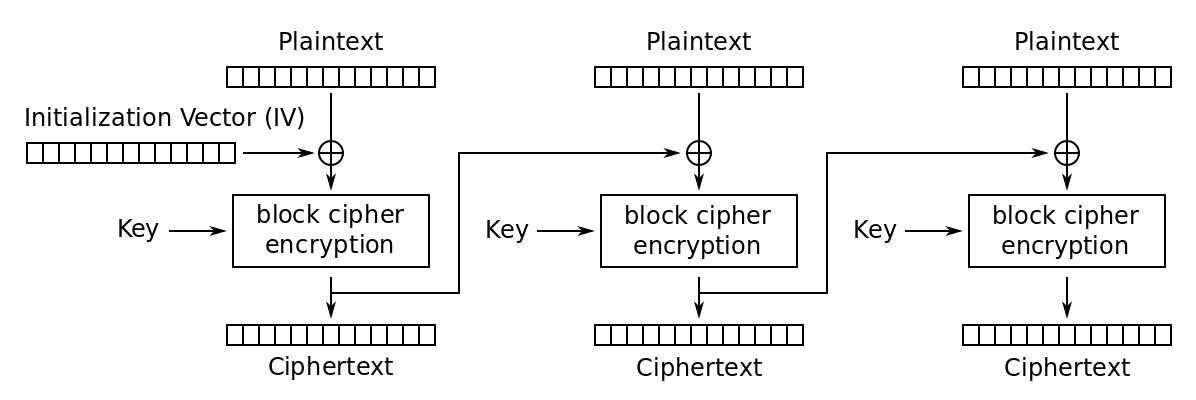 Plaintext
Plaintext
Plaintext
Initialization Vector (IV)
Key
block cipher
encryption
Key
block cipher
encryption
Key
block cipher
encryption
Ciphertext
Ciphertext
Ciphertext